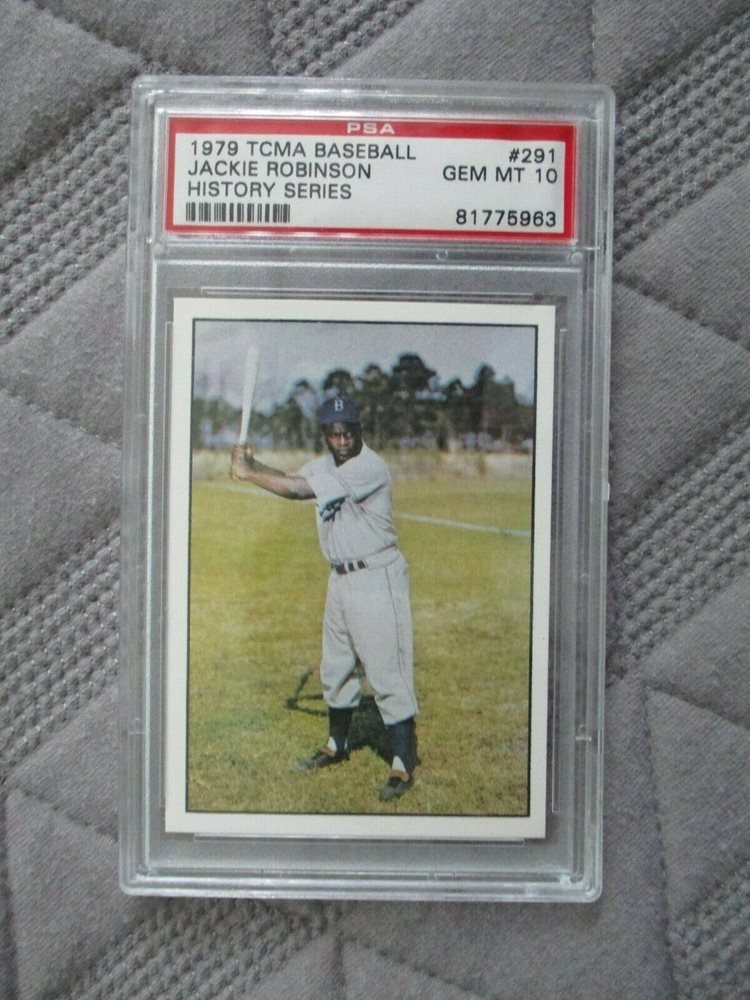 PSA
1979 TCMA BASEBALL #291
JACKIE ROBINSON GEM MT 10
HISTORY SERIES
81775963
B